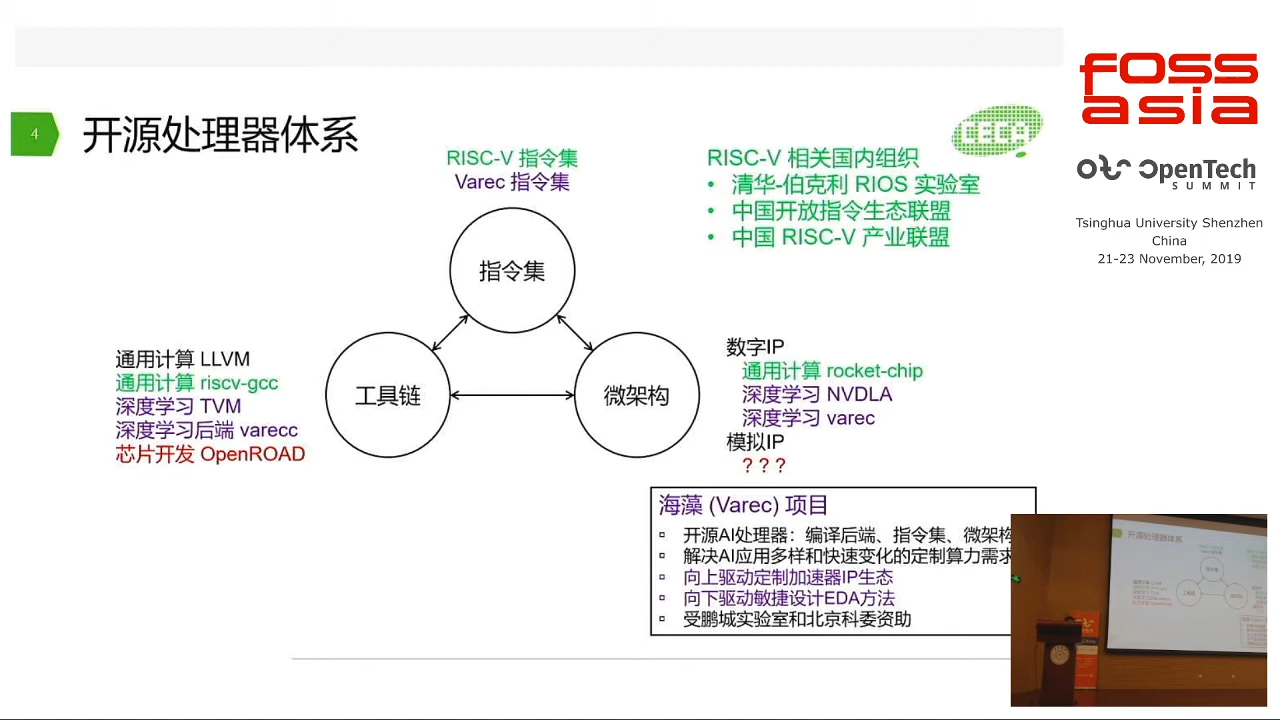 4
开源处理器体系
RISC-V 指令集
Varec 指令集
RISC-V 相关国内组织
• 清华-伯克利 RIOS 实验室
• 中国开放指令生态联盟
• 中国 RISC-V 产业联盟
指令集
工具链
微架构
通用计算 LLVM
通用计算 riscv-gcc
深度学习 TVM
深度学习后端 varecc
芯片开发 OpenROAD
数字IP
通用计算 rocket-chip
深度学习 NVDLA
深度学习 varec
模拟IP
? ? ?
海藻 (Varec) 项目
开源AI处理器：编译后端、指令集、微架构
解决AI应用多样和快速变化的定制算力需求
向上驱动定制加速器IP生态
向下驱动敏捷设计EDA方法
受鹏城实验室和北京科委资助
FOSS
asia
OpenTech
SUMMIT
Tsinghua University Shenzhen
China
21-23 November, 2019
开源处理器体系